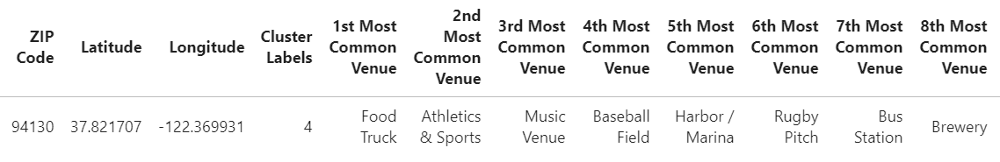 ZIP Code Latitude Longitude Cluster Labels 1st Most Common Venue 2nd Most Common Venue 3rd Most Common Venue 4th Most Common Venue 5th Most Common Venue 6th Most Common Venue 7th Most Common Venue 8th Most Common Venue
94130 37.821707 -122.369931 4 Food Truck Athletics & Sports Music Venue Baseball Field Harbor / Marina Rugby Pitch Bus Station Brewery